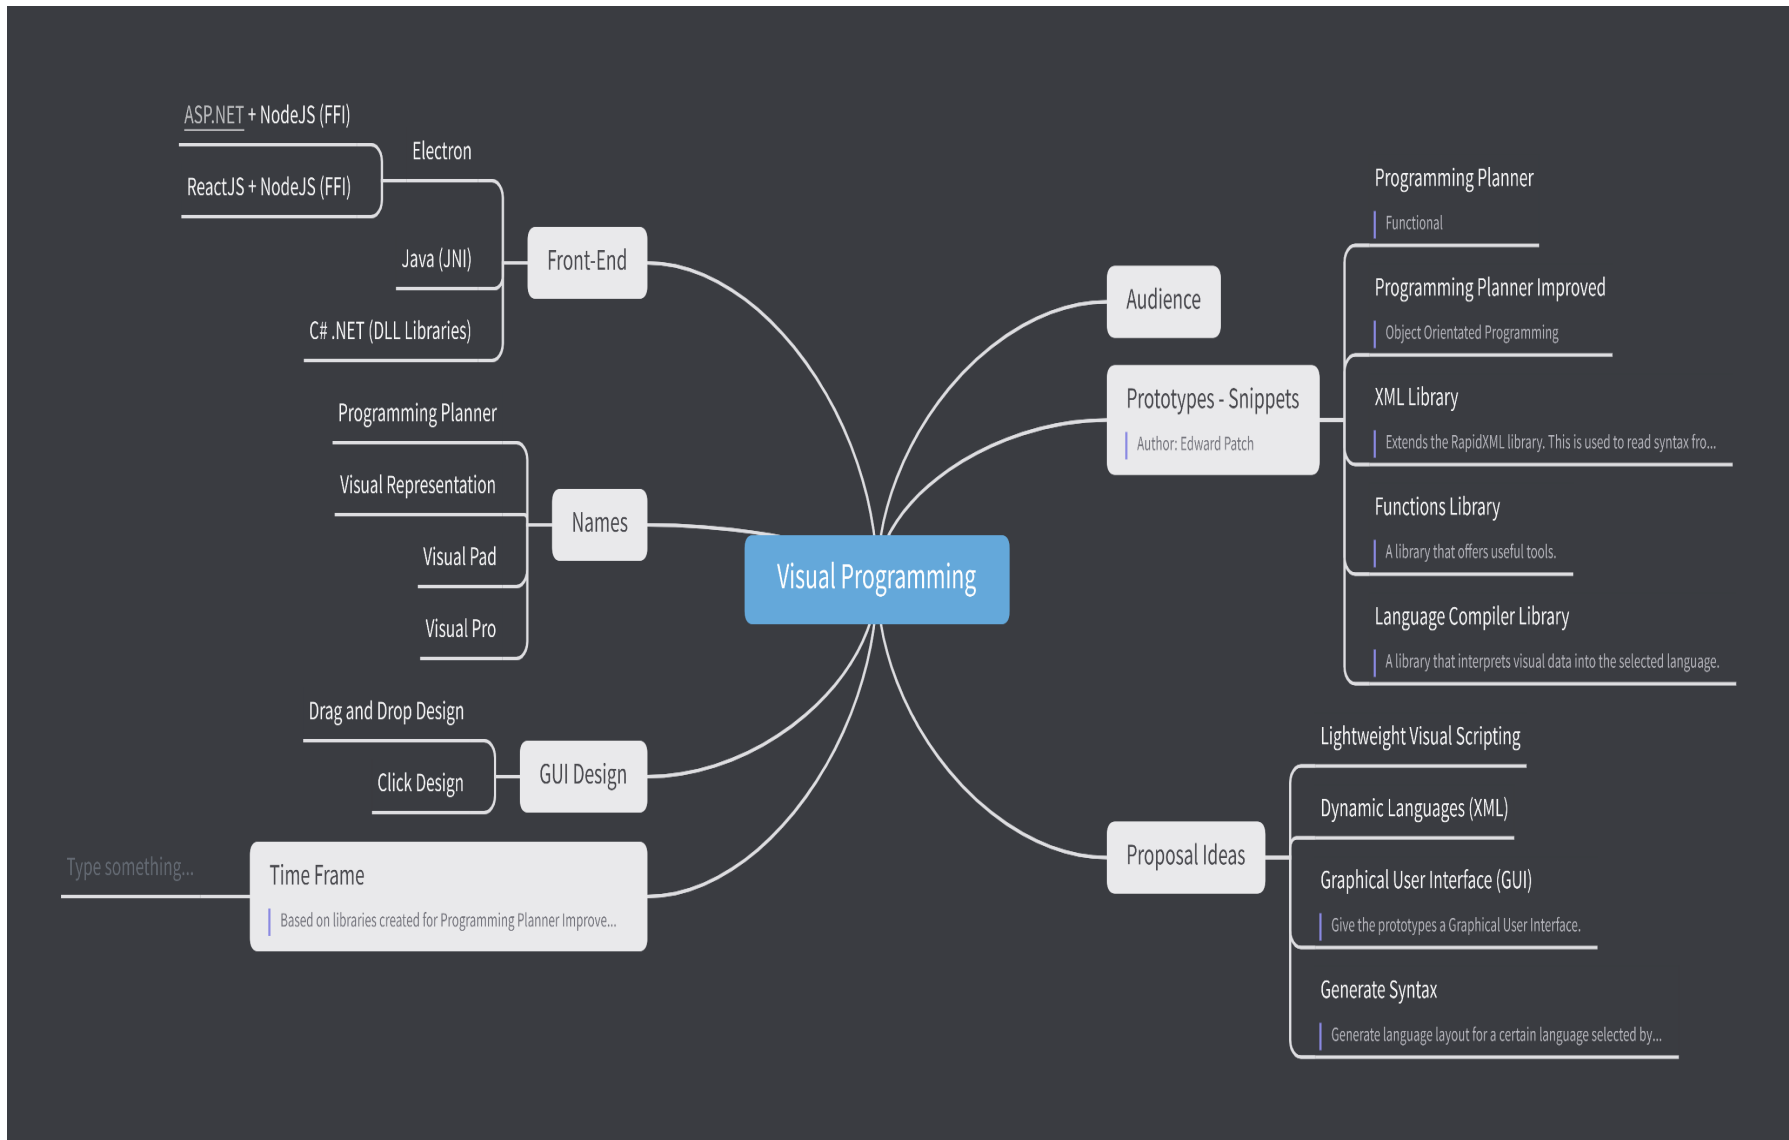 ASP.NET + NodeJS (FFI)
Electron
ReactJS + NodeJS (FFI)
Java (JNI)
C# .NET (DLL Libraries)
Front-End
Programming Planner
Visual Representation
Visual Pad
Visual Pro
Names
Drag and Drop Design
Click Design
GUI Design
Type something...
Time Frame
Based on libraries created for Programming Planner Improve...
Visual Programming
Audience
Prototypes - Snippets
Author: Edward Patch
Programming Planner
Functional
Programming Planner Improved
Object Orientated Programming
XML Library
Extends the RapidXML library. This is used to read syntax fro...
Functions Library
A library that offers useful tools.
Language Compiler Library
A library that interprets visual data into the selected language.
Proposal Ideas
Lightweight Visual Scripting
Dynamic Languages (XML)
Graphical User Interface (GUI)
Give the prototypes a Graphical User Interface.
Generate Syntax
Generate language layout for a certain language selected by...